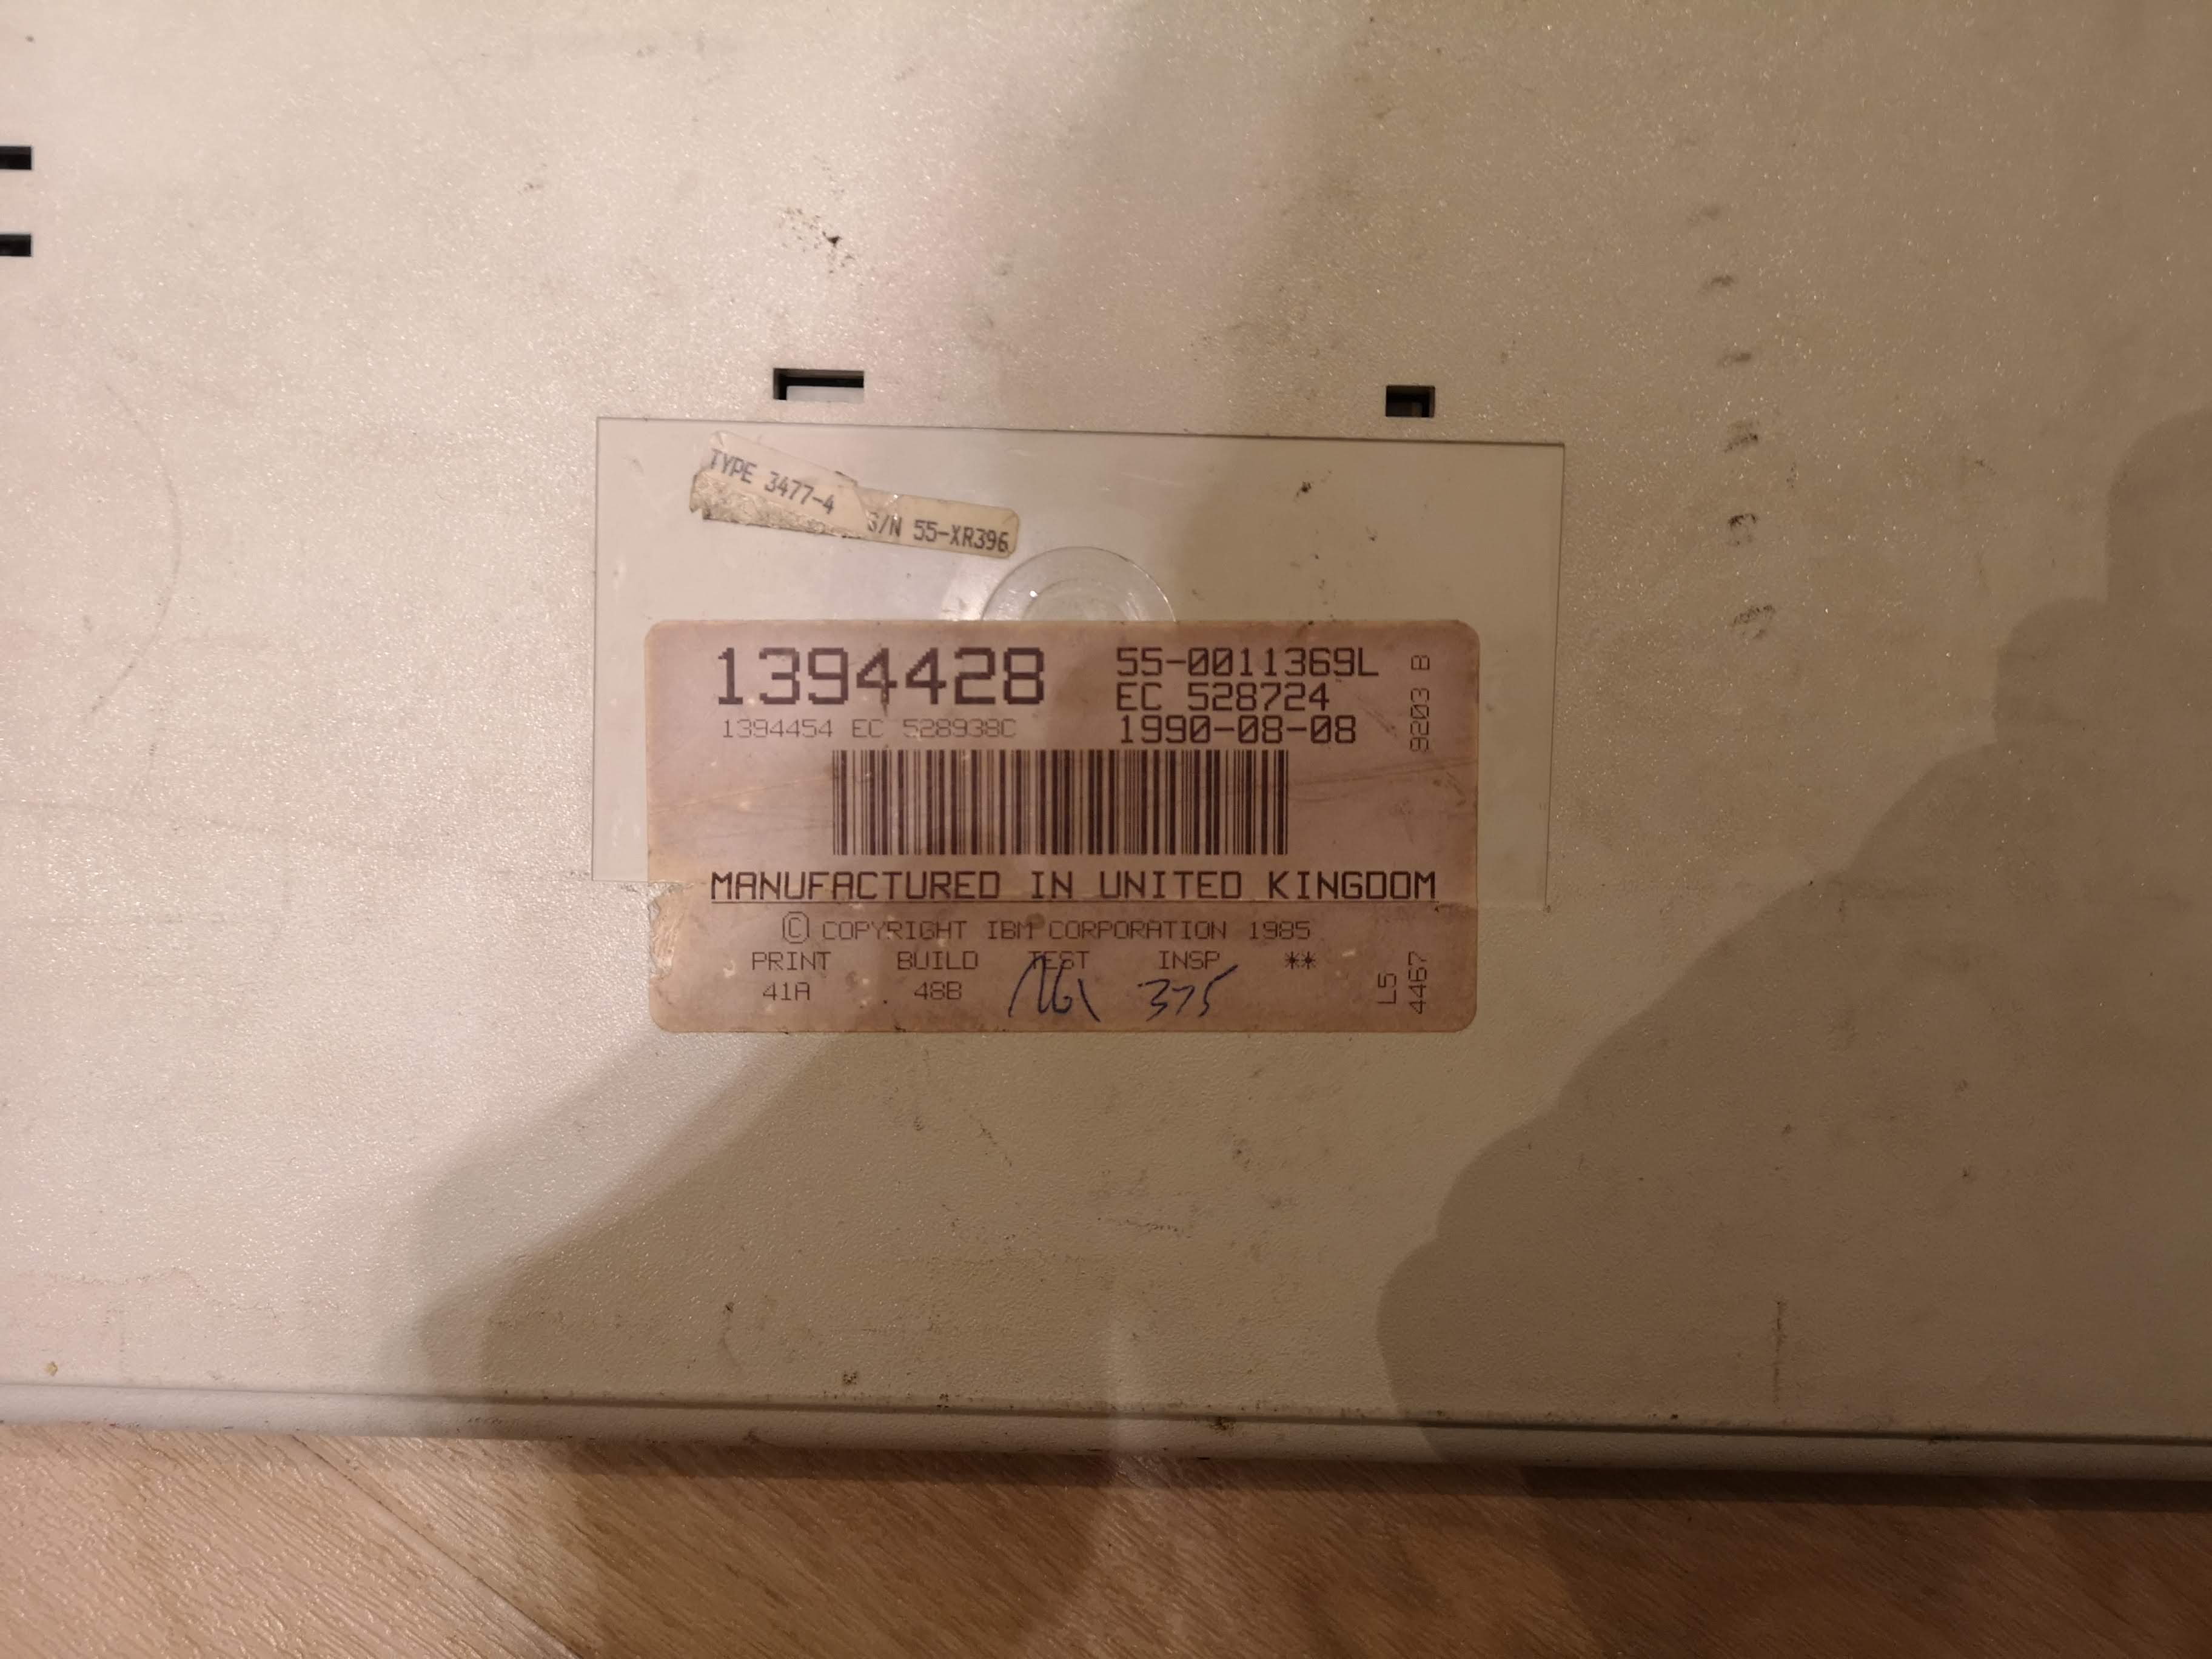 TYPE 3477-4
S/N 55-XR396
1394428
55-0011369L
EC 528724
1394454 EC 528938C
1990-08-08
9203 B
MANUFACTURED IN UNITED KINGDOM
© COPYRIGHT IBM CORPORATION 1985
PRINT BUILD TEST INSP **
41A 48B 375
L5
4467